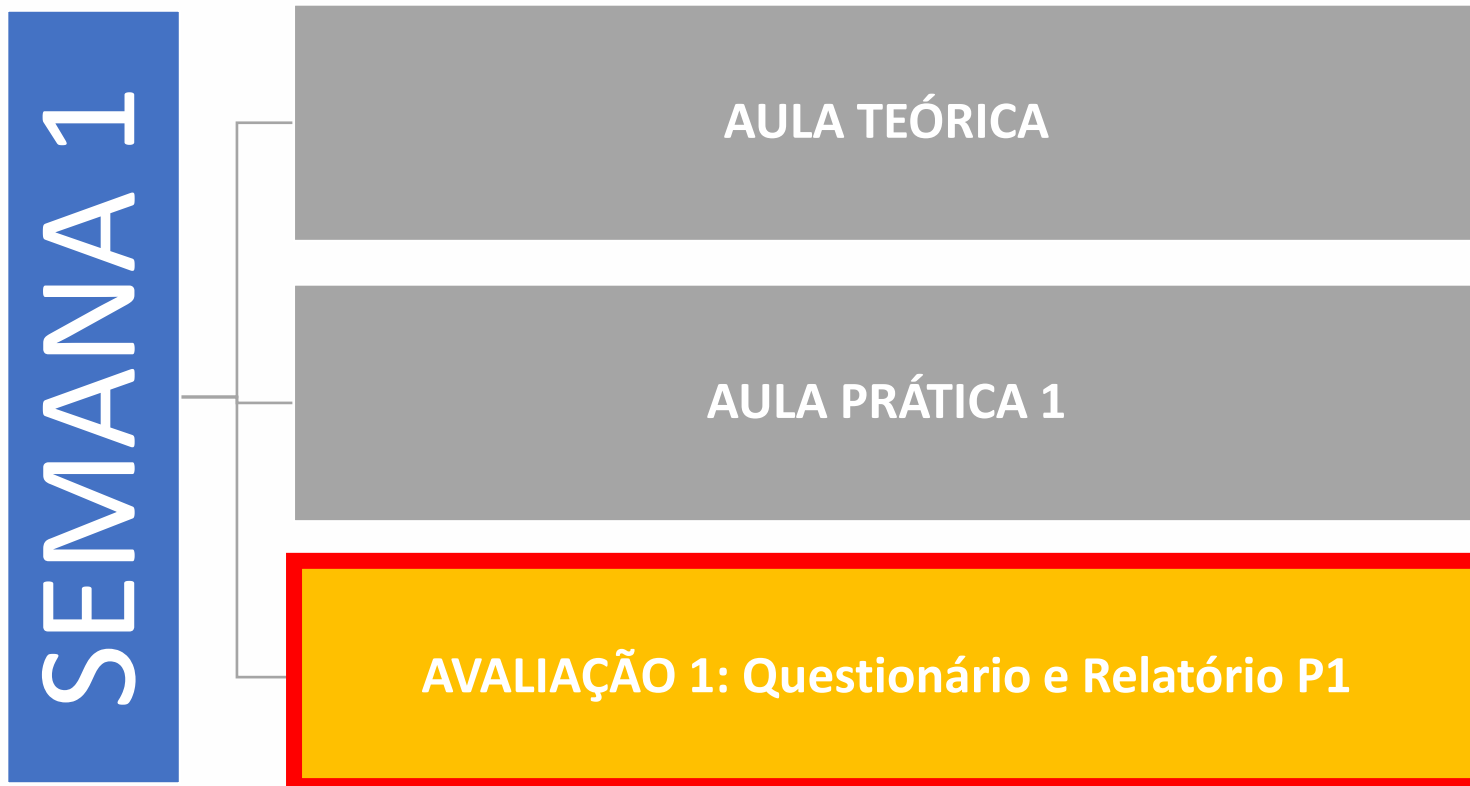 SEMANA 1
AULA TEÓRICA
AULA PRÁTICA 1
AVALIAÇÃO 1: Questionário e Relatório P1